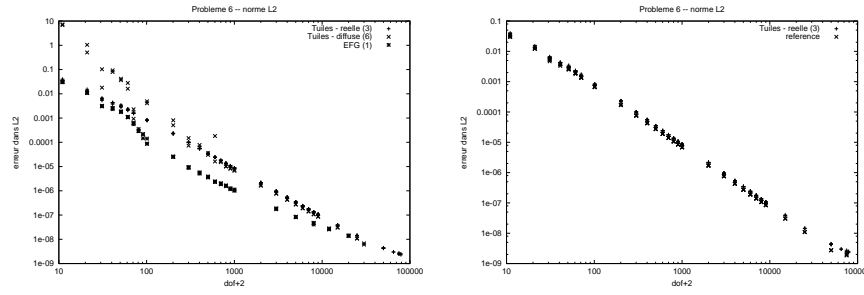 Probleme 6 -- norme L2
Tuiles - reelle (3)
Tuiles - diffuse (6)
EFG (1)
erreur dans L2
10
1
0.1
0.01
0.001
0.0001
1e-05
1e-06
1e-07
1e-08
1e-09
10
100
1000
10000
100000
dof+2
Probleme 6 -- norme L2
Tuiles - reelle (3)
reference
erreur dans L2
0.1
0.01
0.001
0.0001
1e-05
1e-06
1e-07
1e-08
1e-09
10
100
1000
10000
100000
dof+2